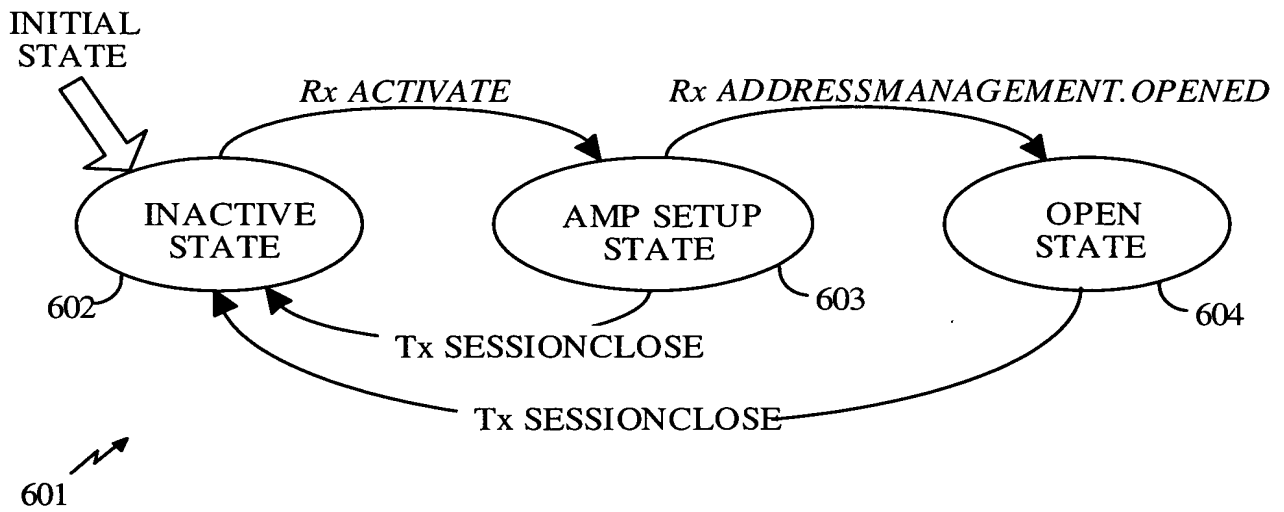 INITIAL
STATE
Rx ACTIVATE
Rx ADDRESSMANAGEMENT.OPENED
INACTIVE
STATE
AMP SETUP
STATE
OPEN
STATE
602
603
604
Tx SESSIONCLOSE
Tx SESSIONCLOSE
601